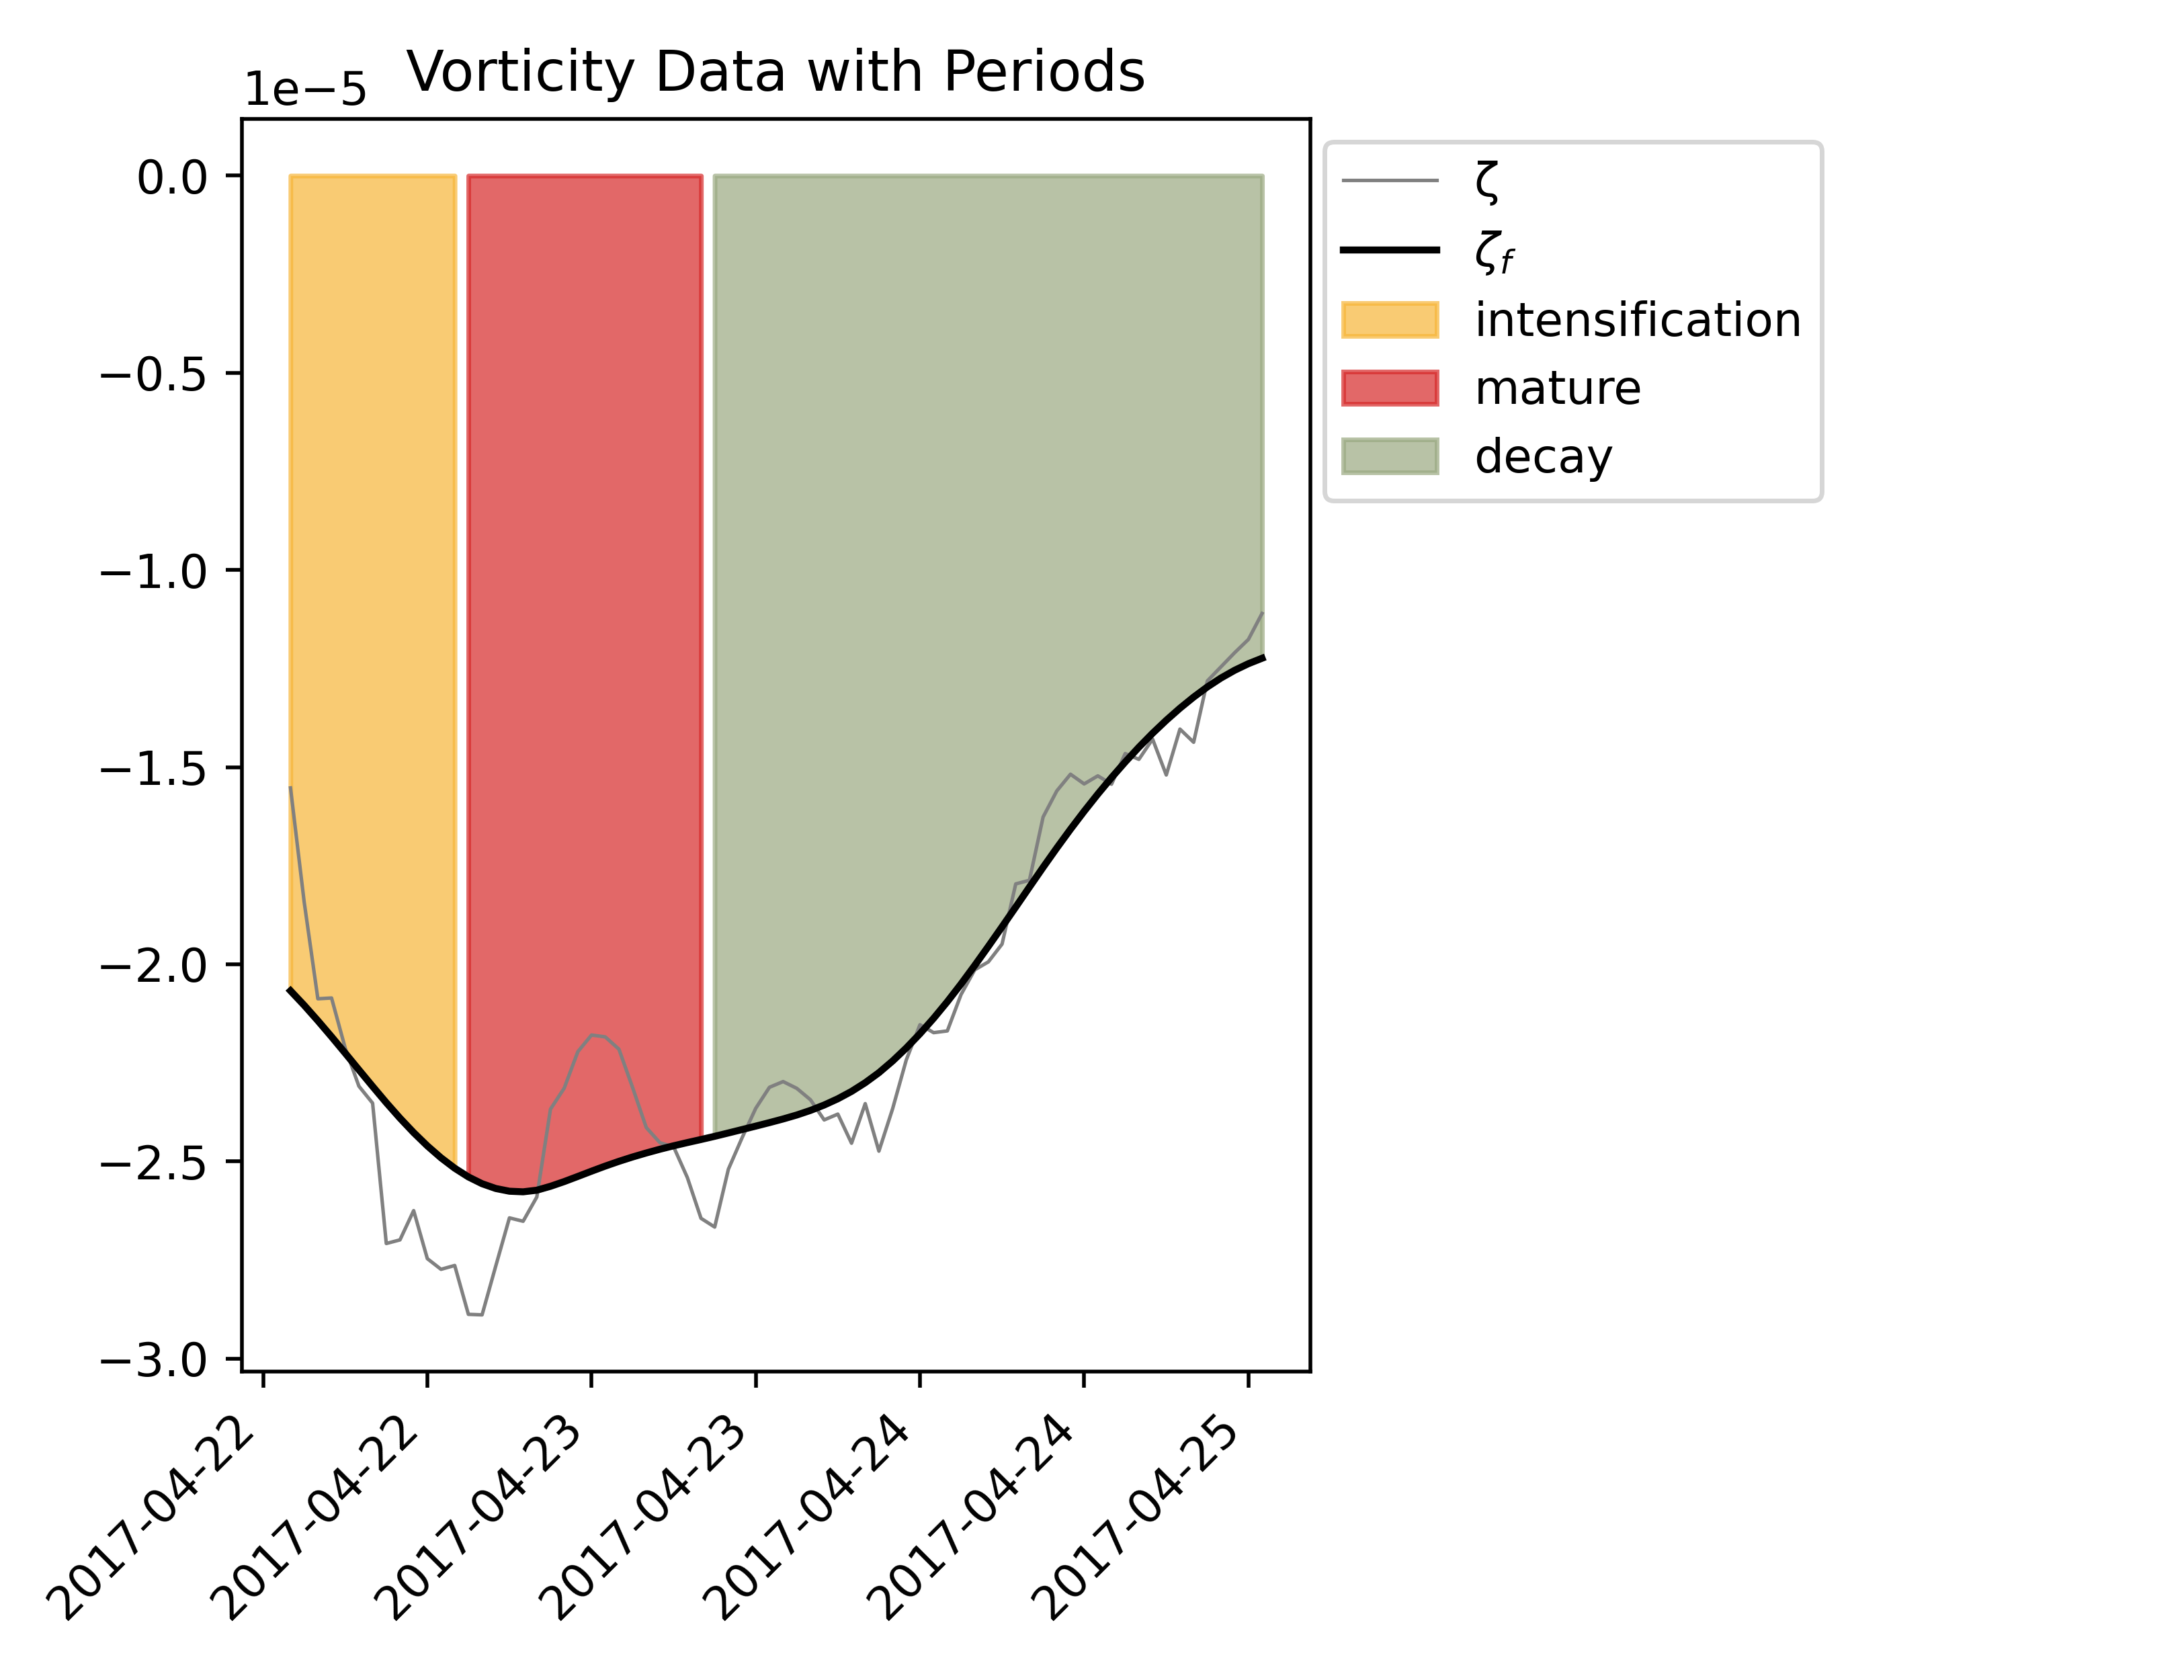 Vorticity Data with Periods
1e−5
0.0
−0.5
−1.0
−1.5
−2.0
−2.5
−3.0
2017-04-22
2017-04-22
2017-04-23
2017-04-23
2017-04-24
2017-04-24
2017-04-25
ζ
ζf
intensification
mature
decay